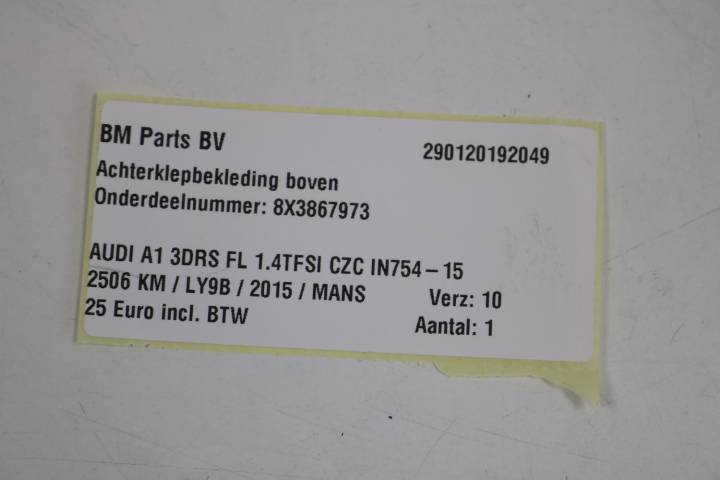 BM Parts BV 290120192049
Achterklepbekleding boven
Onderdeelnummer: 8X3867973
AUDI A1 3DRS FL 1.4TFSI CZC IN754-15
2506 KM / LY9B / 2015 / MANS Verz: 10
25 Euro incl. BTW Aantal: 1